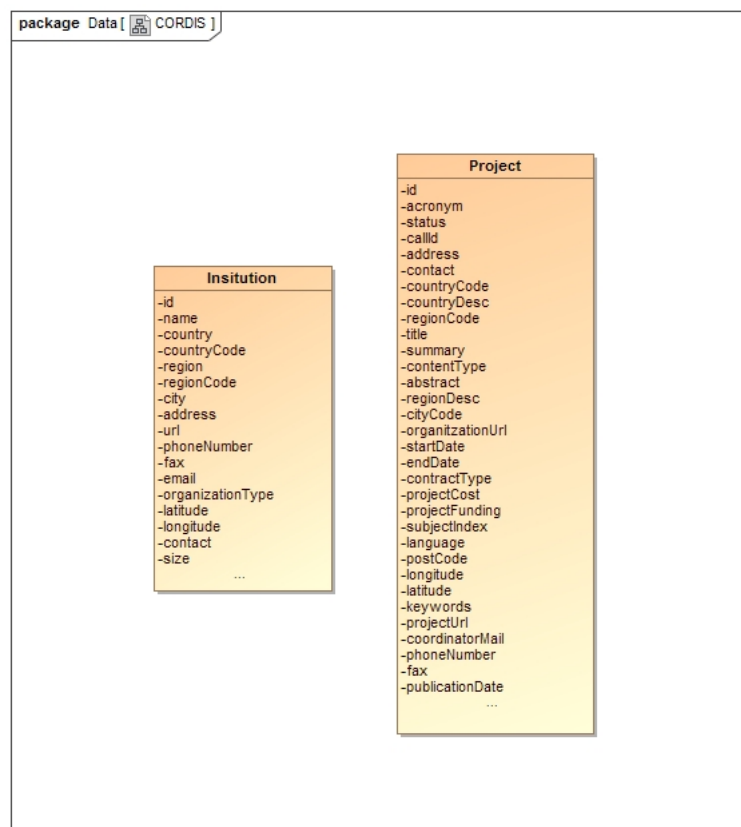 package Data [ CORDIS ]
Insitution
-id
-name
-country
-countryCode
-region
-regionCode
-city
-address
-url
-phoneNumber
-fax
-email
-organizationType
-latitude
-longitude
-contact
-size
...
Project
-id
-acronym
-status
-callId
-address
-contact
-countryCode
-countryDesc
-regionCode
-title
-summary
-contentType
-abstract
-regionDesc
-cityCode
-organitzationUrl
-startDate
-endDate
-contractType
-projectCost
-projectFunding
-subjectIndex
-language
-postCode
-longitude
-latitude
-keywords
-projectUrl
-coordinatorMail
-phoneNumber
-fax
-publicationDate
...